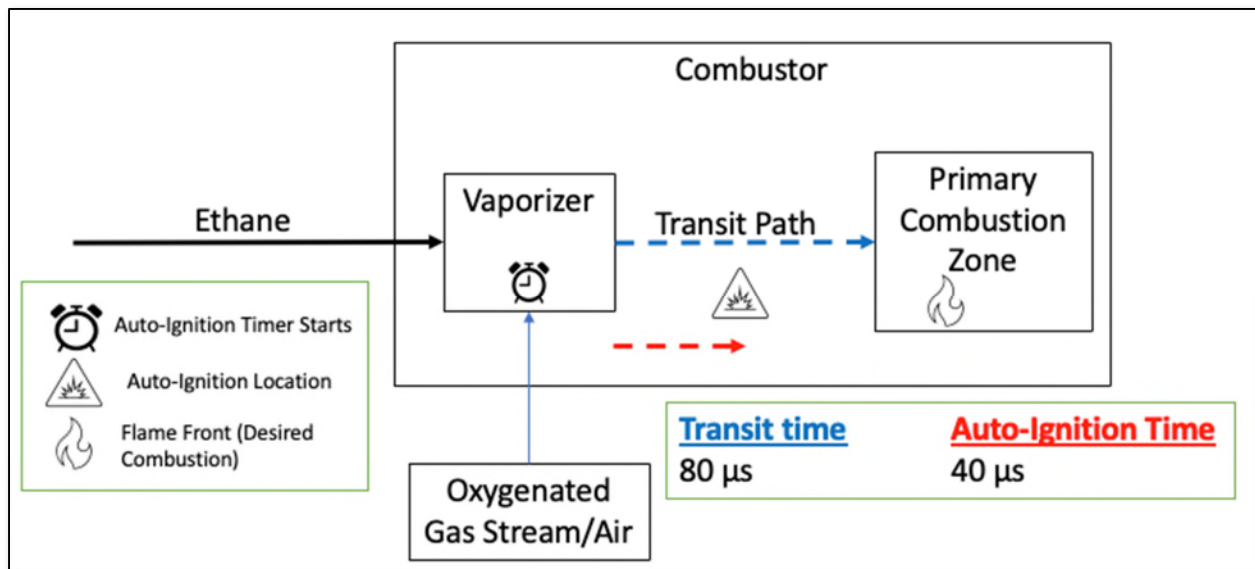 Combustor
Ethane
Vaporizer
Transit Path
Primary
Combustion
Zone
Auto-Ignition Timer Starts
Auto-Ignition Location
Flame Front (Desired
Combustion)
Oxygenated
Gas Stream/Air
Transit time
Auto-Ignition Time
80 μs
40 μs